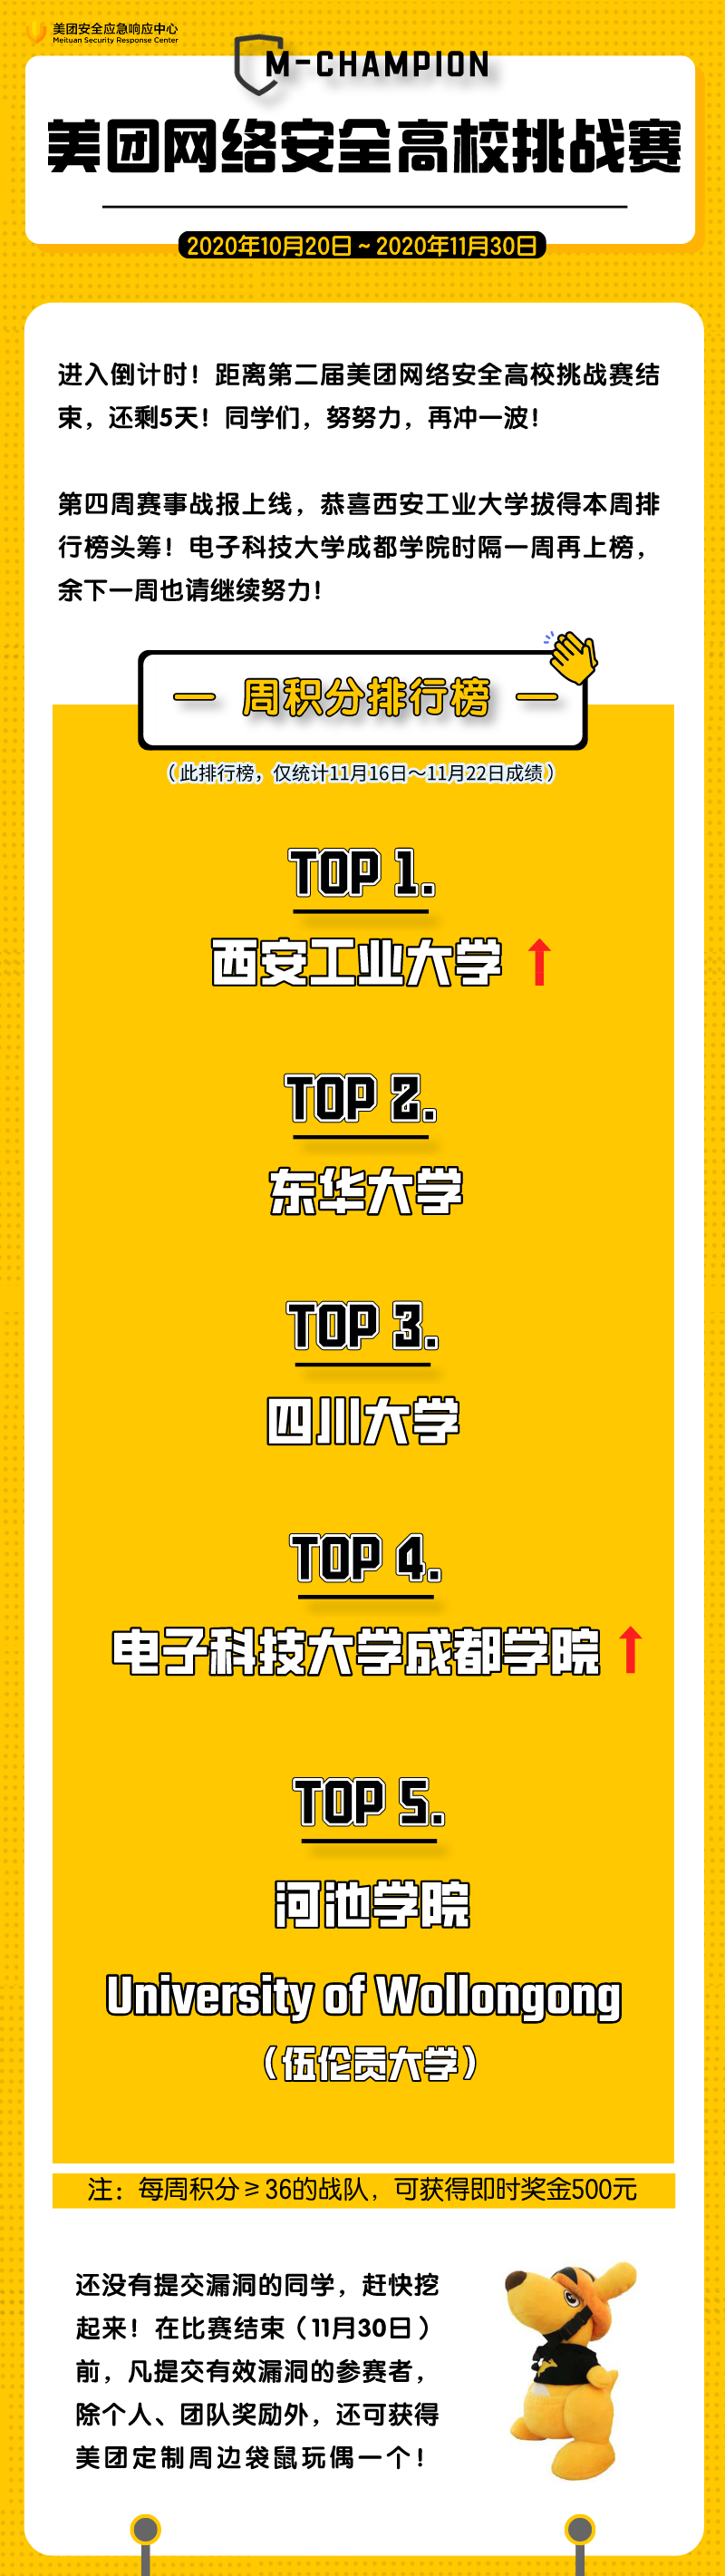 美团安全应急响应中心
Meituan Security Response Center
M-CHAMPION
美团网络安全高校挑战赛
2020年10月20日 ~ 2020年11月30日
进入倒计时！距离第二届美团网络安全高校挑战赛结
束，还剩5天！同学们，努努力，再冲一波！
第四周赛事战报上线，恭喜西安工业大学拔得本周排
行榜头筹！电子科技大学成都学院时隔一周再上榜，
余下一周也请继续努力！
周积分排行榜
（此排行榜，仅统计11月16日～11月22日成绩）
TOP 1.
西安工业大学
TOP 2.
东华大学
TOP 3.
四川大学
TOP 4.
电子科技大学成都学院
TOP 5.
河池学院
University of Wollongong
（伍伦贡大学）
注：每周积分≥36的战队，可获得即时奖金500元
还没有提交漏洞的同学，赶快挖
起来！在比赛结束（11月30日）
前，凡提交有效漏洞的参赛者，
除个人、团队奖励外，还可获得
美团定制周边袋鼠玩偶一个！